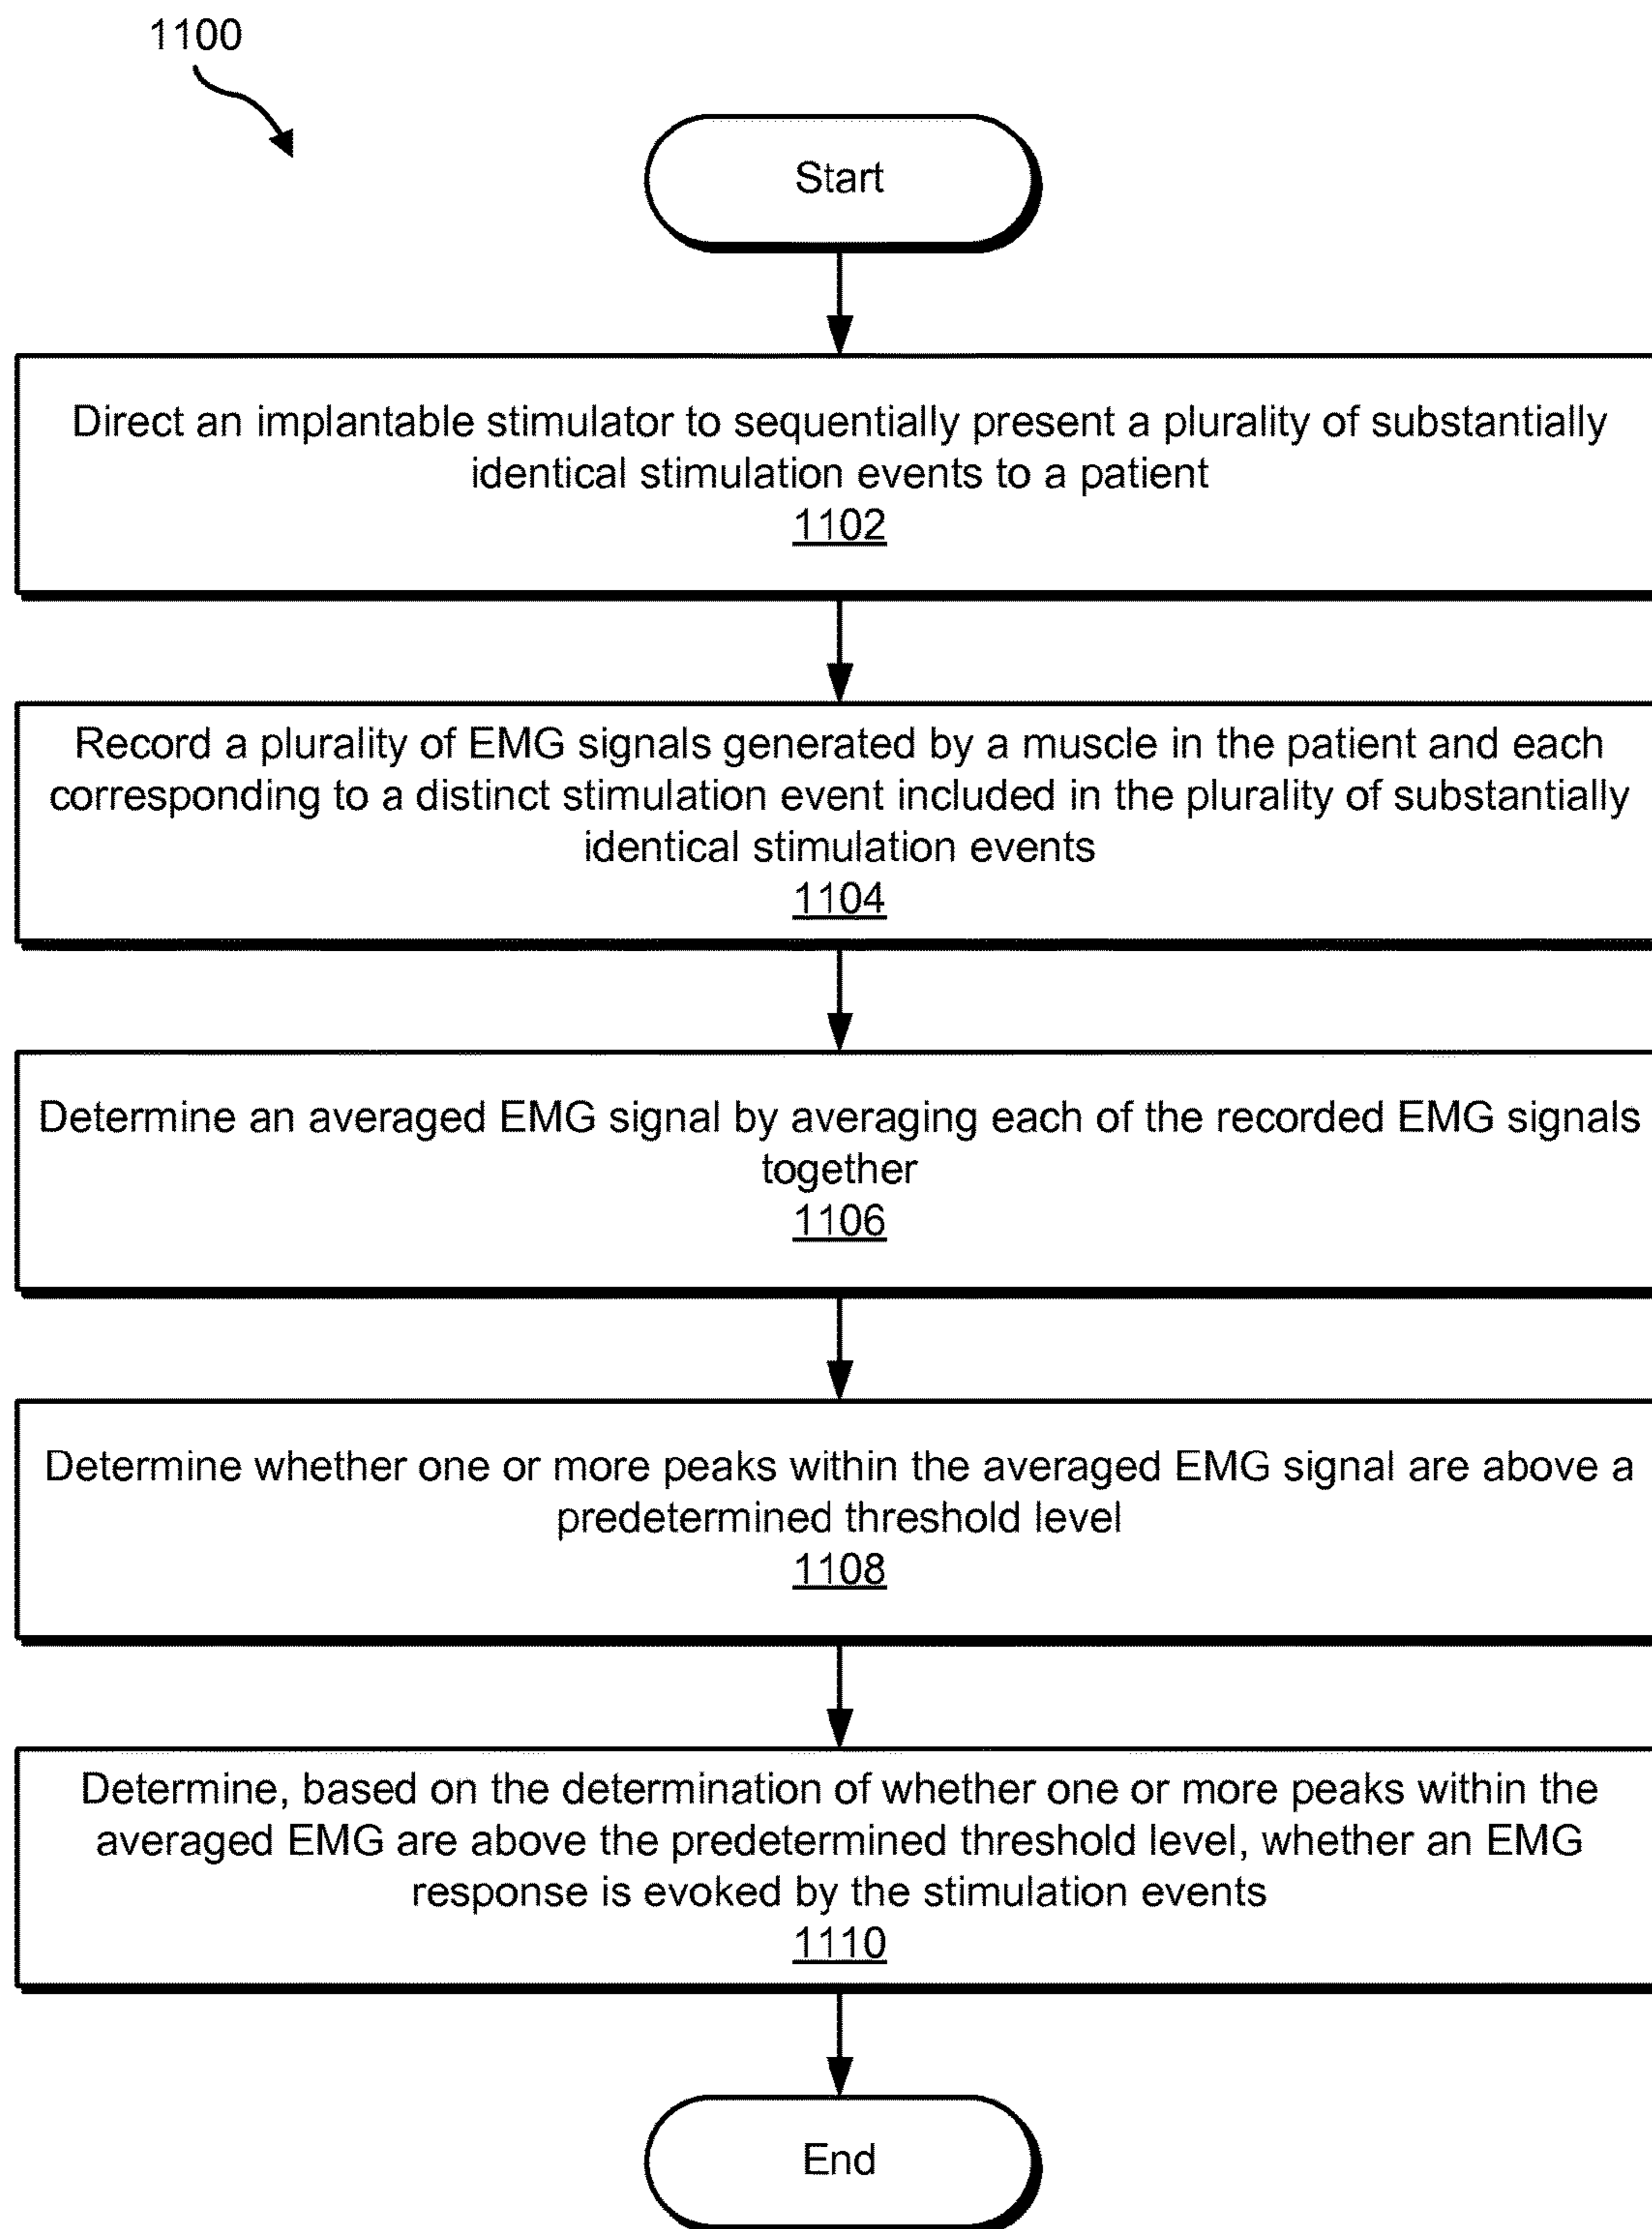 1100
Start
Direct an implantable stimulator to sequentially present a plurality of substantially
identical stimulation events to a patient
1102
Record a plurality of EMG signals generated by a muscle in the patient and each
corresponding to a distinct stimulation event included in the plurality of substantially
identical stimulation events
1104
Determine an averaged EMG signal by averaging each of the recorded EMG signals
together
1106
Determine whether one or more peaks within the averaged EMG signal are above a
predetermined threshold level
1108
Determine, based on the determination of whether one or more peaks within the
averaged EMG are above the predetermined threshold level, whether an EMG
response is evoked by the stimulation events
1110
End